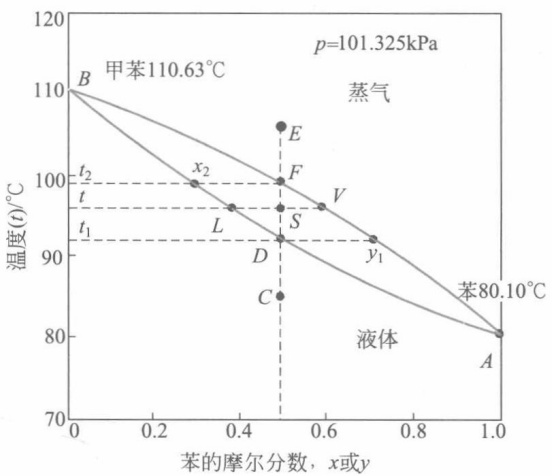 120
p=101.325kPa
甲苯110.63℃
B
110
蒸气
E
t₂
x₂
F
100
t
V
L
S
t₁
D
y₁
90
温度(t)/℃
苯80.10℃
C
80
液体
A
70
0
0.2
0.4
0.6
0.8
1.0
苯的摩尔分数，x或y